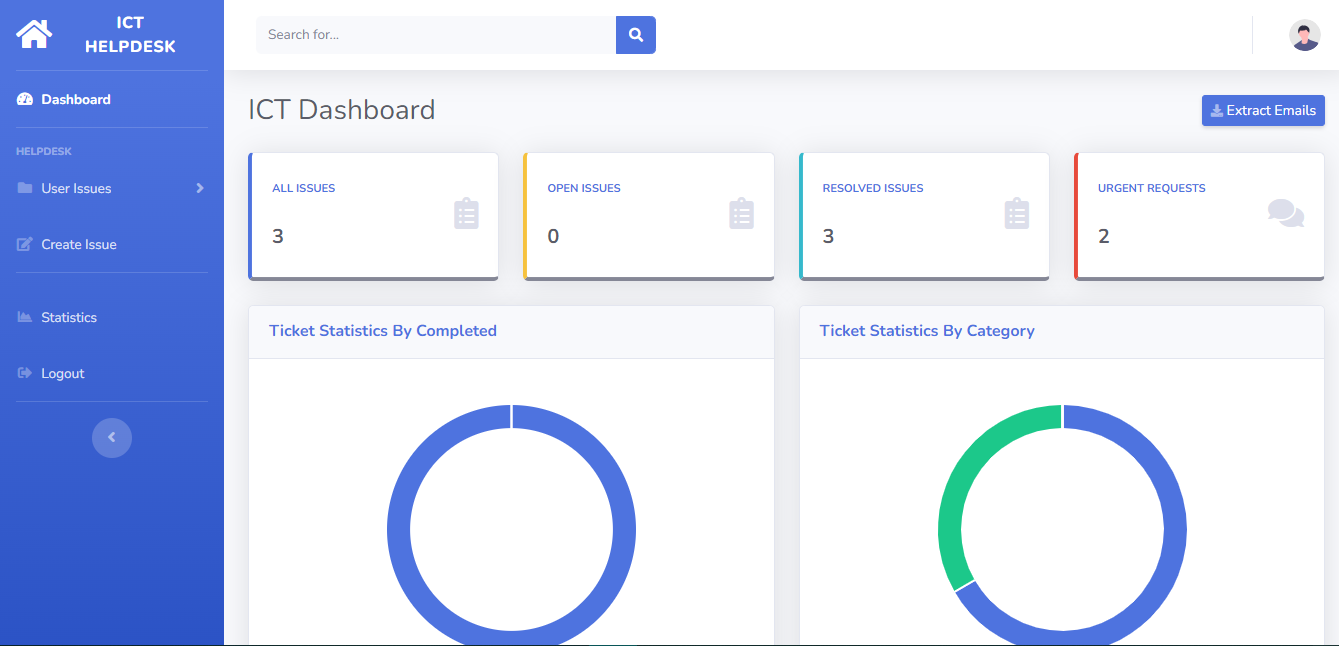 ICT
HELPDESK
Search for...
Dashboard
HELPDESK
User Issues
Create Issue
Statistics
Logout
ICT Dashboard
Extract Emails
ALL ISSUES
3
OPEN ISSUES
0
RESOLVED ISSUES
3
URGENT REQUESTS
2
Ticket Statistics By Completed
Ticket Statistics By Category